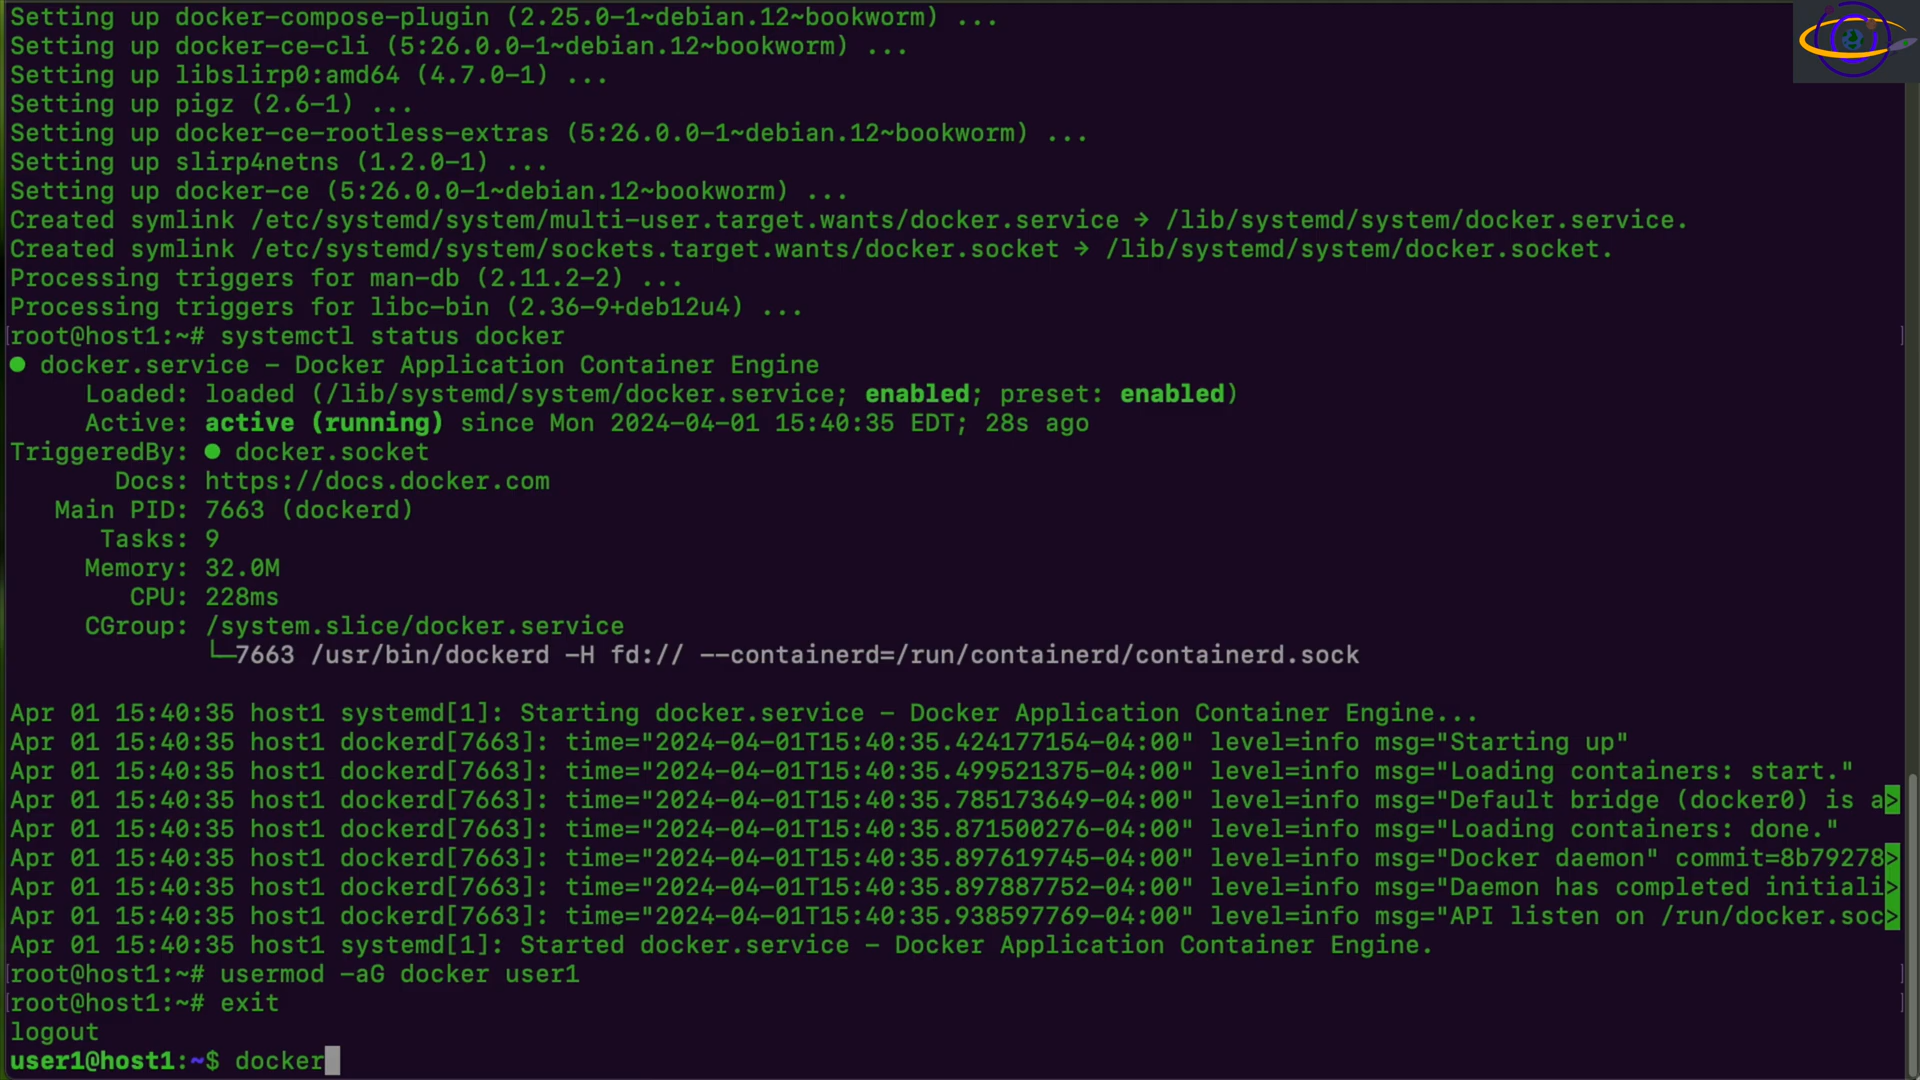 Setting up docker-compose-plugin (2.25.0-1~debian.12~bookworm) ...
Setting up docker-ce-cli (5:26.0.0-1~debian.12~bookworm) ...
Setting up libslirp0:amd64 (4.7.0-1) ...
Setting up pigz (2.6-1) ...
Setting up docker-ce-rootless-extras (5:26.0.0-1~debian.12~bookworm) ...
Setting up slirp4netns (1.2.0-1) ...
Setting up docker-ce (5:26.0.0-1~debian.12~bookworm) ...
Created symlink /etc/systemd/system/multi-user.target.wants/docker.service → /lib/systemd/system/docker.service.
Created symlink /etc/systemd/system/sockets.target.wants/docker.socket → /lib/systemd/system/docker.socket.
Processing triggers for man-db (2.11.2-2) ...
Processing triggers for libc-bin (2.36-9+deb12u4) ...
[root@host1:~# systemctl status docker ]
● docker.service – Docker Application Container Engine
Loaded: loaded (/lib/systemd/system/docker.service; enabled; preset: enabled)
Active: active (running) since Mon 2024-04-01 15:40:35 EDT; 28s ago
TriggeredBy: ● docker.socket
Docs: https://docs.docker.com
Main PID: 7663 (dockerd)
Tasks: 9
Memory: 32.0M
CPU: 228ms
CGroup: /system.slice/docker.service
└─7663 /usr/bin/dockerd -H fd:// --containerd=/run/containerd/containerd.sock
Apr 01 15:40:35 host1 systemd[1]: Starting docker.service – Docker Application Container Engine...
Apr 01 15:40:35 host1 dockerd[7663]: time="2024-04-01T15:40:35.424177154-04:00" level=info msg="Starting up"
Apr 01 15:40:35 host1 dockerd[7663]: time="2024-04-01T15:40:35.499521375-04:00" level=info msg="Loading containers: start."
Apr 01 15:40:35 host1 dockerd[7663]: time="2024-04-01T15:40:35.785173649-04:00" level=info msg="Default bridge (docker0) is a>
Apr 01 15:40:35 host1 dockerd[7663]: time="2024-04-01T15:40:35.871500276-04:00" level=info msg="Loading containers: done."
Apr 01 15:40:35 host1 dockerd[7663]: time="2024-04-01T15:40:35.897619745-04:00" level=info msg="Docker daemon" commit=8b79278>
Apr 01 15:40:35 host1 dockerd[7663]: time="2024-04-01T15:40:35.897887752-04:00" level=info msg="Daemon has completed initiali>
Apr 01 15:40:35 host1 dockerd[7663]: time="2024-04-01T15:40:35.938597769-04:00" level=info msg="API listen on /run/docker.soc>
Apr 01 15:40:35 host1 systemd[1]: Started docker.service – Docker Application Container Engine.
[root@host1:~# usermod -aG docker user1 ]
[root@host1:~# exit ]
logout
user1@host1:~$ docker